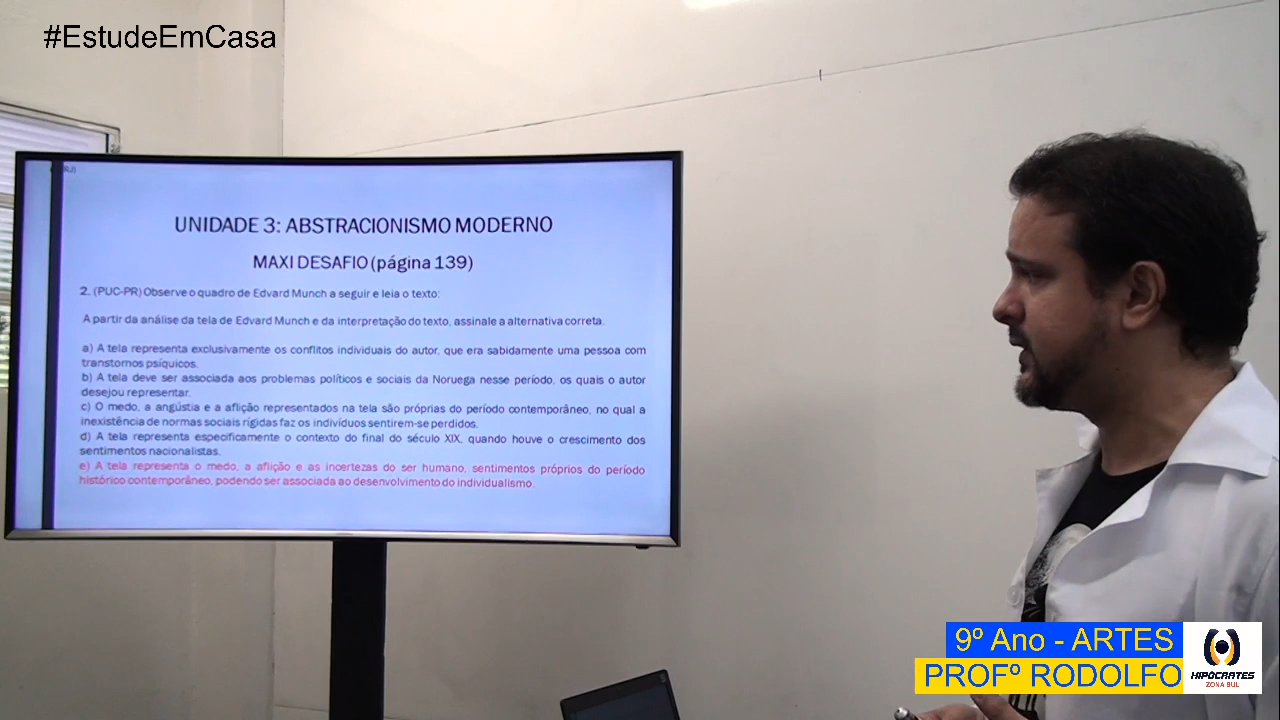 #EstudeEmCasa
UNIDADE 3: ABSTRACIONISMO MODERNO
MAXI DESAFIO (página 139)
2. (PUC-PR) Observe o quadro de Edvard Munch a seguir e leia o texto:
A partir da análise da tela de Edvard Munch e da interpretação do texto, assinale a alternativa correta.
a) A tela representa exclusivamente os conflitos individuais do autor, que era sabidamente uma pessoa com
transtornos psíquicos.
b) A tela deve ser associada aos problemas políticos e sociais da Noruega nesse período, os quais o autor
desejou representar.
c) O medo, a angústia e a aflição representados na tela são próprias do período contemporâneo, no qual a
inexistência de normas sociais rígidas faz os indivíduos sentirem-se perdidos.
d) A tela representa especificamente o contexto do final do século XIX, quando houve o crescimento dos
sentimentos nacionalistas.
e) A tela representa o medo, a aflição e as incertezas do ser humano, sentimentos próprios do período
histórico contemporâneo, podendo ser associada ao desenvolvimento do individualismo.
9º Ano - ARTES
PROFº RODOLFO
HIPÓCRATES
ZONA SUL